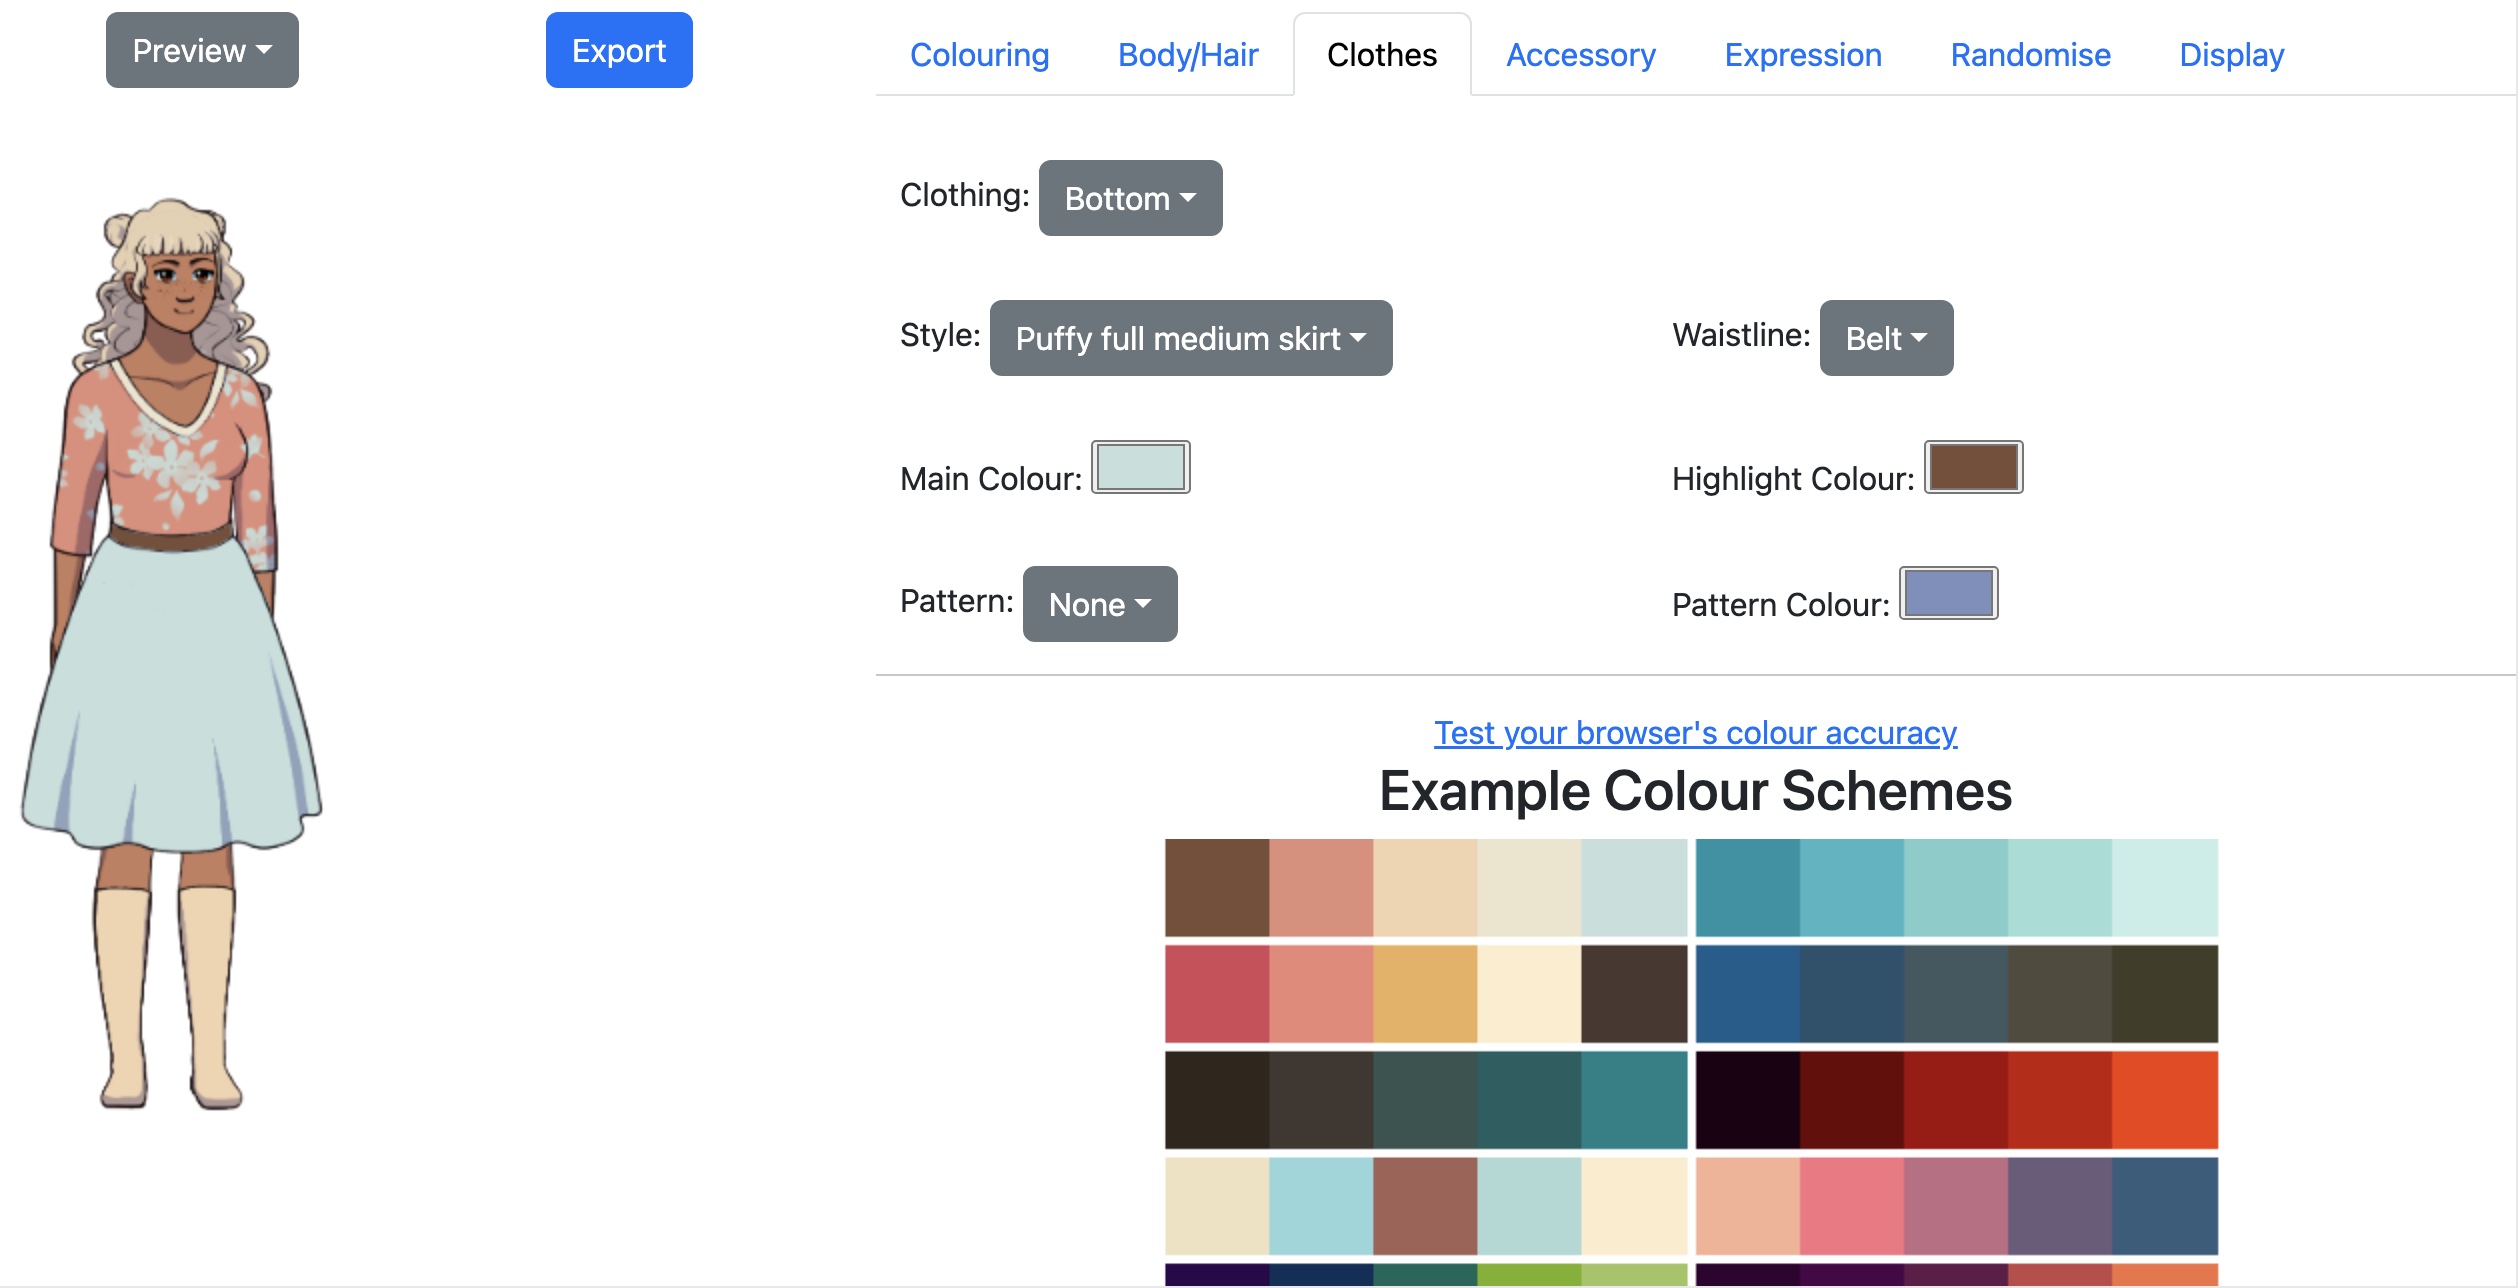 Preview Export Colouring Body/Hair Clothes Accessory Expression Randomise Display
Clothing: Bottom
Style: Puffy full medium skirt Waistline: Belt
Main Colour: Highlight Colour:
Pattern: None Pattern Colour:
Test your browser's colour accuracy
Example Colour Schemes